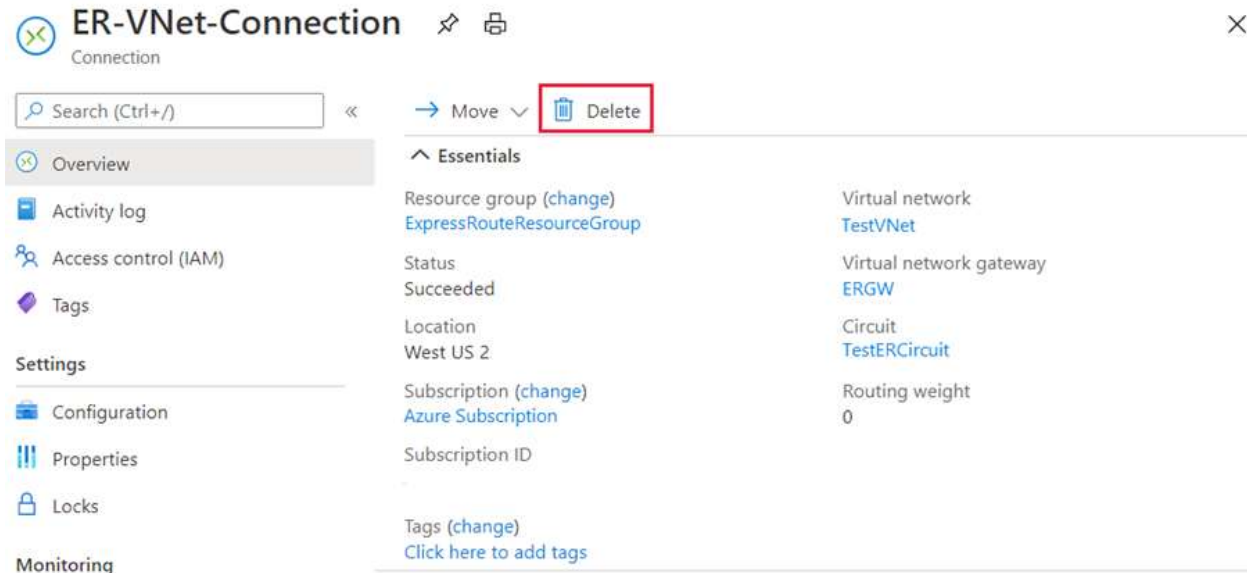 ER-VNet-Connection
Connection
Search (Ctrl+/)
«
Overview
Activity log
Access control (IAM)
Tags
Settings
Configuration
Properties
Locks
Monitoring
Move
Delete
Essentials
Resource group (change)
ExpressRouteResourceGroup
Status
Succeeded
Location
West US 2
Subscription (change)
Azure Subscription
Subscription ID
Tags (change)
Click here to add tags
Virtual network
TestVNet
Virtual network gateway
ERGW
Circuit
TestERCircuit
Routing weight
0